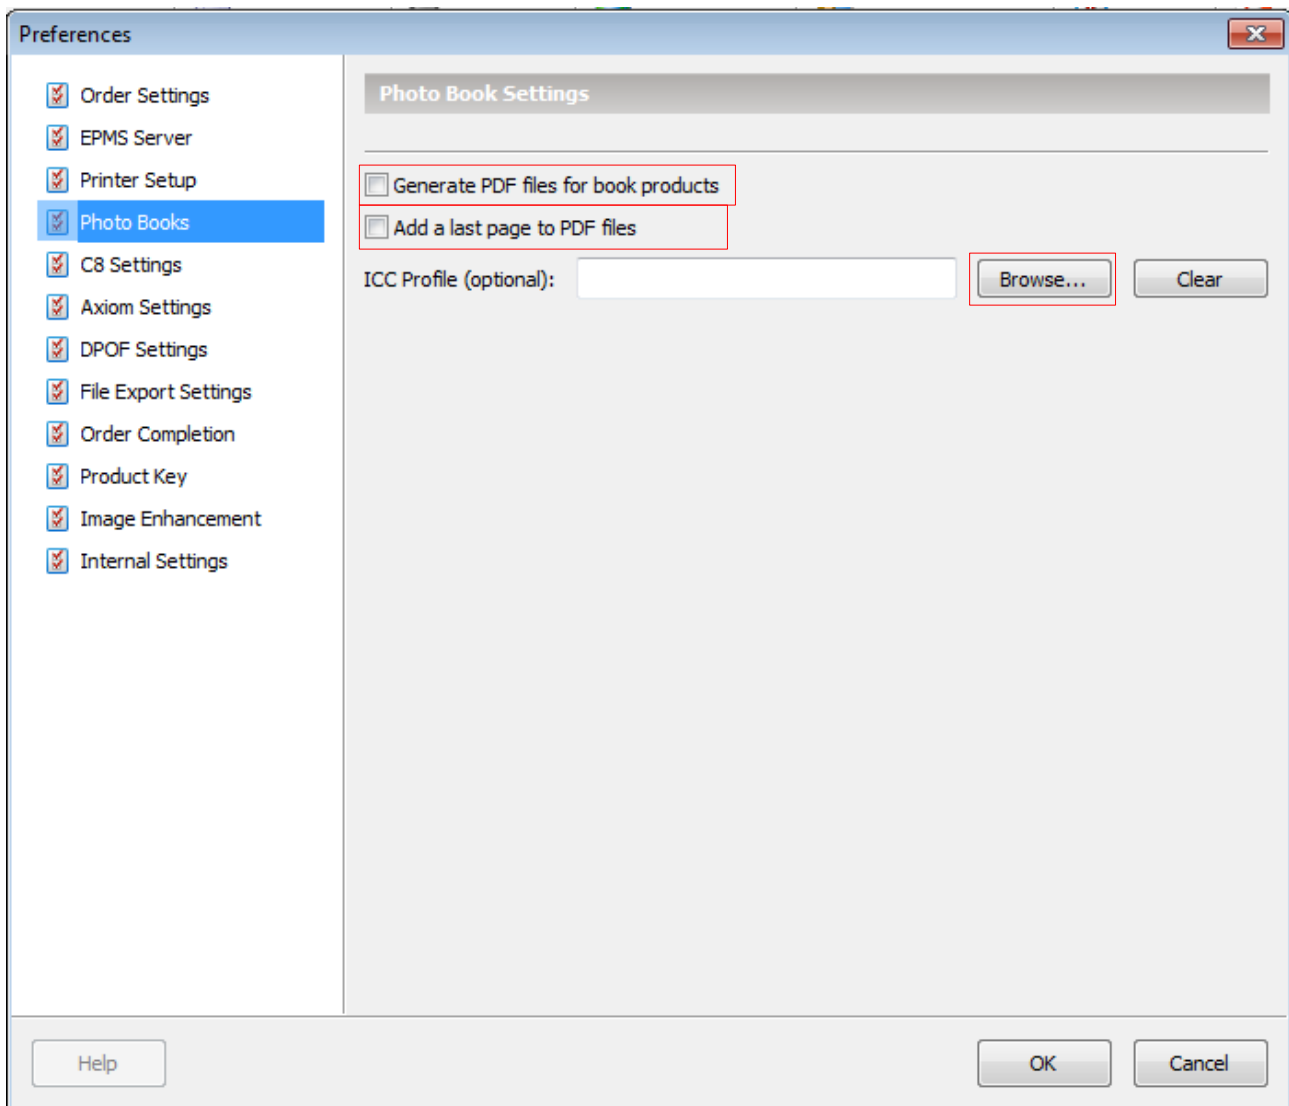 Preferences
Order Settings
EPMS Server
Printer Setup
Photo Books
C8 Settings
Axiom Settings
DPOF Settings
File Export Settings
Order Completion
Product Key
Image Enhancement
Internal Settings
Photo Book Settings
Generate PDF files for book products
Add a last page to PDF files
ICC Profile (optional): Browse... Clear
Help OK Cancel